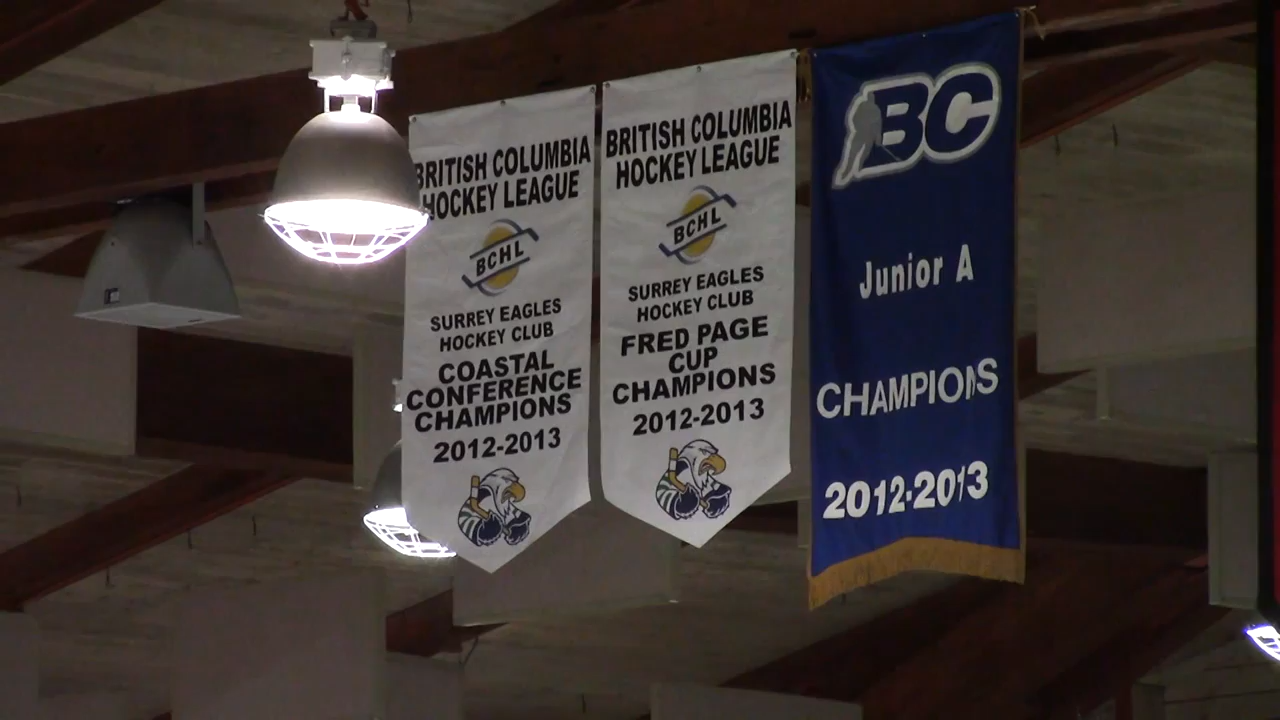 BRITISH COLUMBIA
HOCKEY LEAGUE
BCHL
SURREY EAGLES
HOCKEY CLUB
COASTAL
CONFERENCE
CHAMPIONS
2012-2013
BRITISH COLUMBIA
HOCKEY LEAGUE
BCHL
SURREY EAGLES
HOCKEY CLUB
FRED PAGE
CUP
CHAMPIONS
2012-2013
BC
Junior A
CHAMPIONS
2012-2013